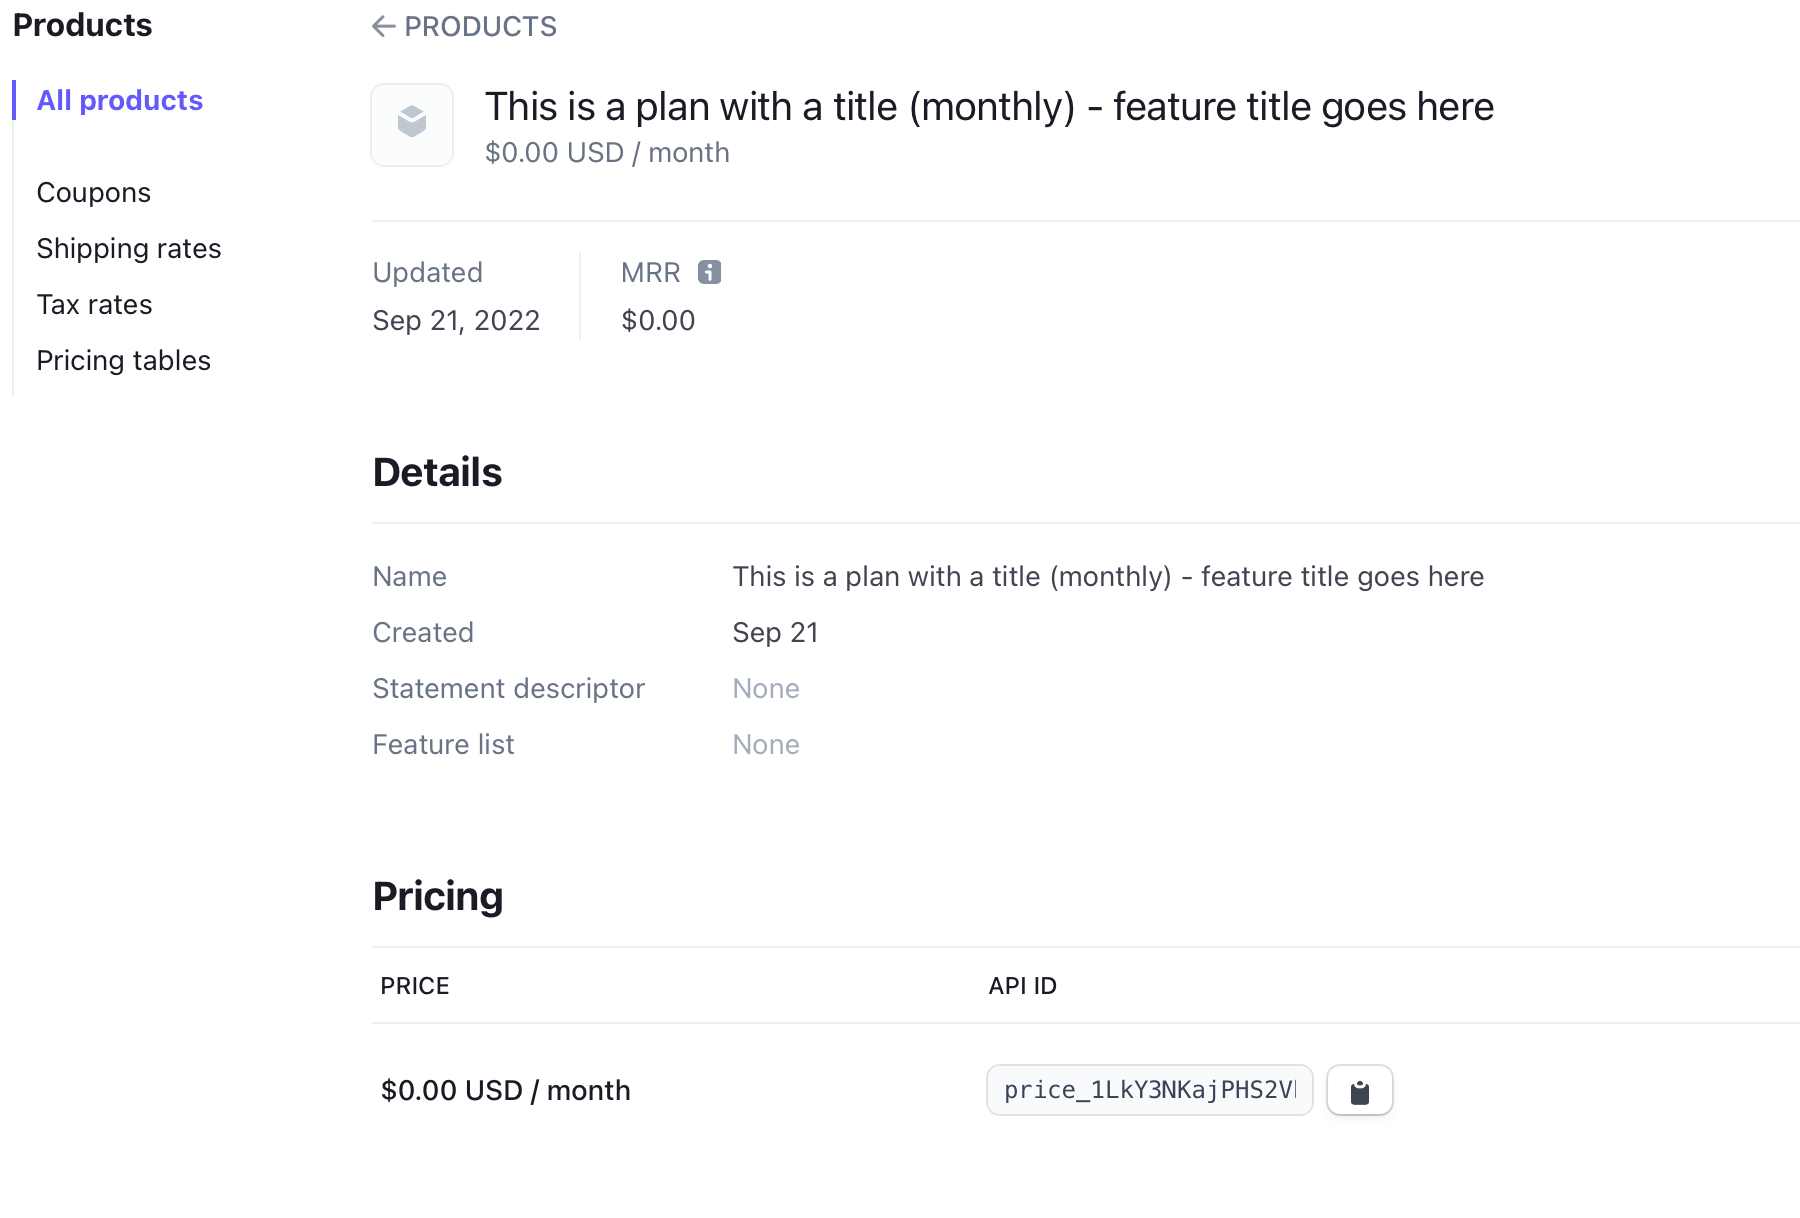 Products
All products
Coupons
Shipping rates
Tax rates
Pricing tables
← PRODUCTS
This is a plan with a title (monthly) - feature title goes here
$0.00 USD / month
Updated
Sep 21, 2022
MRR
$0.00
Details
Name This is a plan with a title (monthly) - feature title goes here
Created Sep 21
Statement descriptor None
Feature list None
Pricing
PRICE API ID
$0.00 USD / month price_1LkY3NKajPHS2V